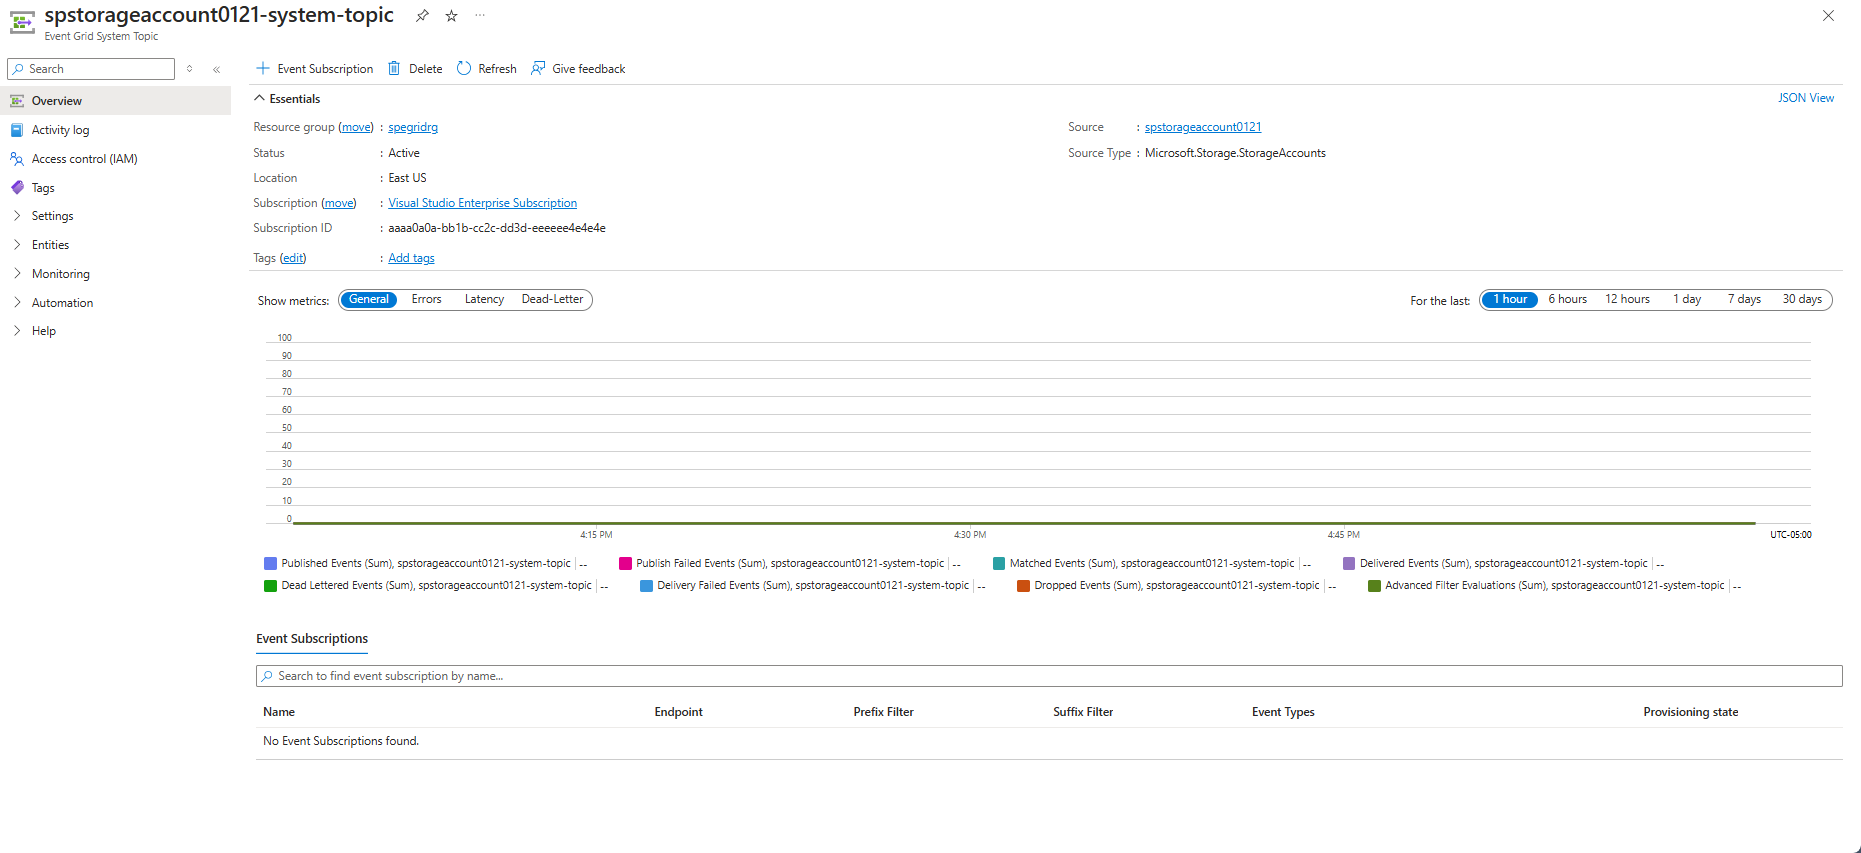 spstorageaccount0121-system-topic
Event Grid System Topic
Search
Overview
Activity log
Access control (IAM)
Tags
Settings
Entities
Monitoring
Automation
Help
Event Subscription Delete Refresh Give feedback
Essentials JSON View
Resource group (move) : spegridrg
Status : Active
Location : East US
Subscription (move) : Visual Studio Enterprise Subscription
Subscription ID : aaaa0a0a-bb1b-cc2c-dd3d-eeeeee4e4e4e
Tags (edit) : Add tags
Source : spstorageaccount0121
Source Type : Microsoft.Storage.StorageAccounts
Show metrics: General Errors Latency Dead-Letter
For the last: 1 hour 6 hours 12 hours 1 day 7 days 30 days
100
90
80
70
60
50
40
30
20
10
0
4:15 PM 4:30 PM 4:45 PM UTC-05:00
Published Events (Sum), spstorageaccount0121-system-topic | -- Publish Failed Events (Sum), spstorageaccount0121-system-topic | -- Matched Events (Sum), spstorageaccount0121-system-topic | -- Delivered Events (Sum), spstorageaccount0121-system-topic | --
Dead Lettered Events (Sum), spstorageaccount0121-system-topic | -- Delivery Failed Events (Sum), spstorageaccount0121-system-topic | -- Dropped Events (Sum), spstorageaccount0121-system-topic | -- Advanced Filter Evaluations (Sum), spstorageaccount0121-system-topic | --
Event Subscriptions
Search to find event subscription by name...
Name Endpoint Prefix Filter Suffix Filter Event Types Provisioning state
No Event Subscriptions found.